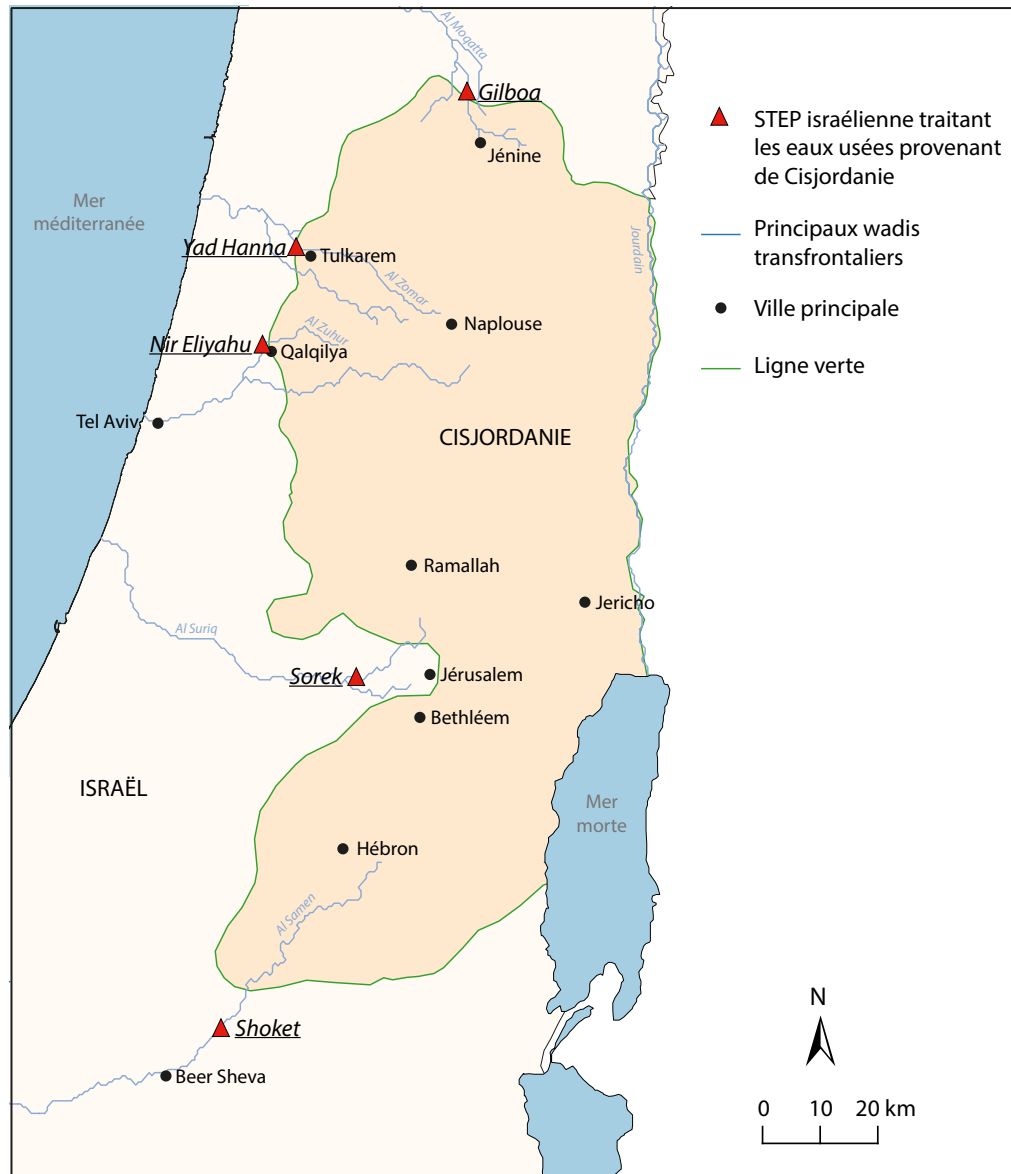 Al Moqatta
Gilboa
Jénine
Mer
méditerranée
Yad Hanna
Tulkarem
Al Zomar
Jourdain
Naplouse
Al Zuhur
Nir Eliyahu
Qalqilya
Tel Aviv
CISJORDANIE
Ramallah
Jericho
Al Suriq
Sorek
Jérusalem
Bethléem
ISRAËL
Mer
morte
Hébron
Al Samen
Shoket
Beer Sheva
STEP israélienne traitant
les eaux usées provenant
de Cisjordanie
Principaux wadis
transfrontaliers
Ville principale
Ligne verte
N
0 10 20 km